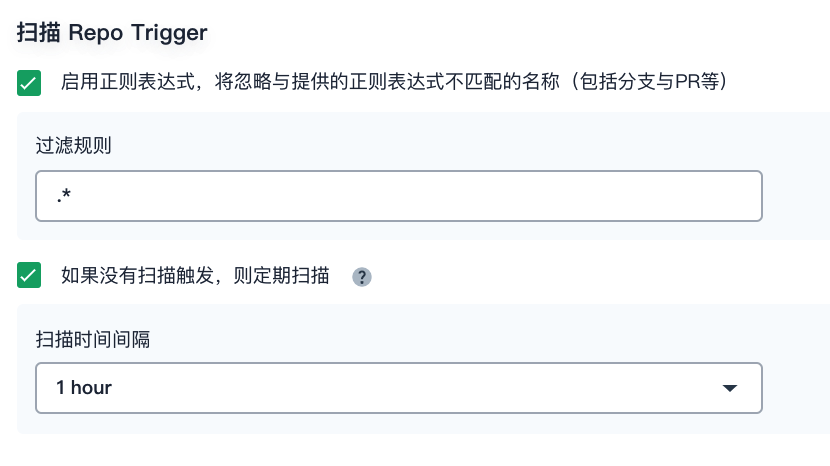 扫描 Repo Trigger
启用正则表达式，将忽略与提供的正则表达式不匹配的名称（包括分支与PR等）
过滤规则
.*
如果没有扫描触发，则定期扫描 ?
扫描时间间隔
1 hour